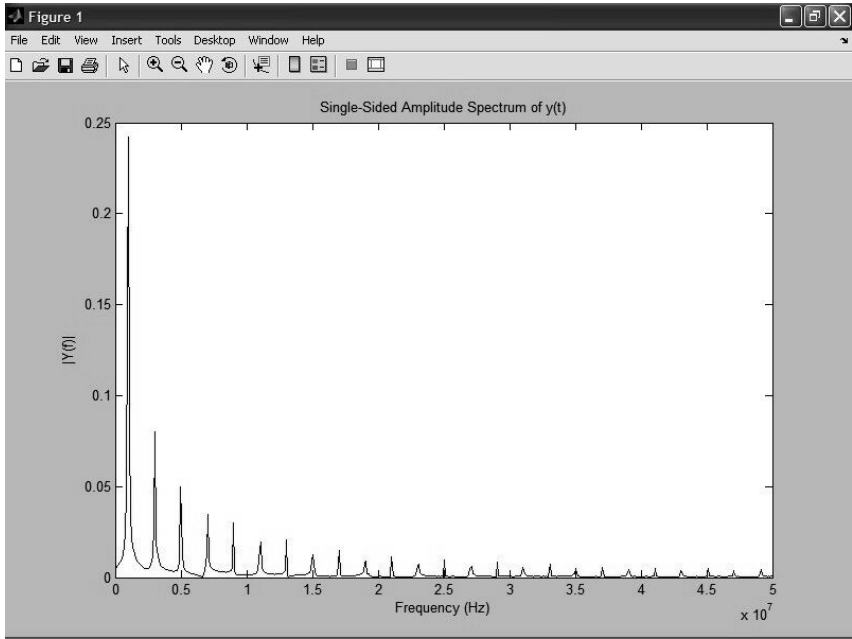 Figure 1
File Edit View Insert Tools Desktop Window Help
Single-Sided Amplitude Spectrum of y(t)
0.25
0.2
0.15
|Y(f)|
0.1
0.05
0
0 0.5 1 1.5 2 2.5 3 3.5 4 4.5 5
Frequency (Hz)
x 10^7